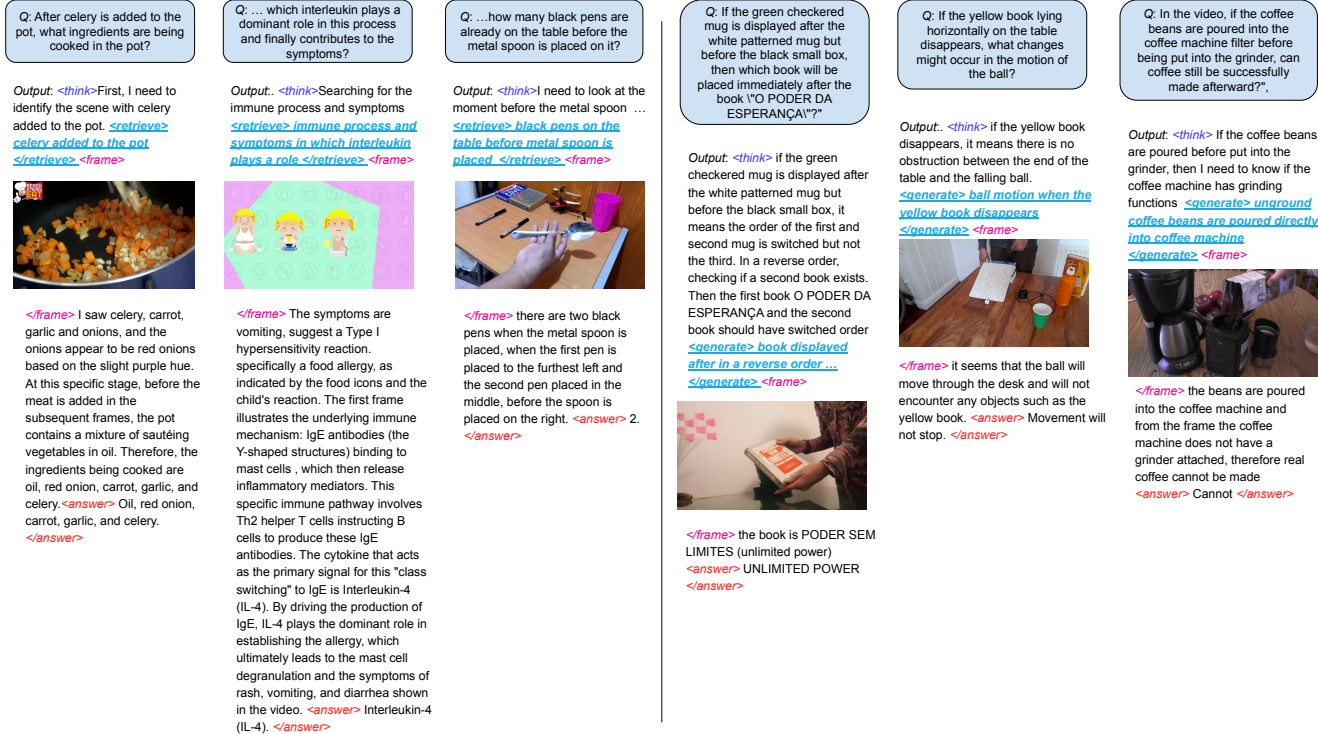 Q: After celery is added to the
pot, what ingredients are being
cooked in the pot?
Output: <think>First, I need to
identify the scene with celery
added to the pot. <retrieve>
celery added to the pot
</retrieve> <frame>
</frame> I saw celery, carrot,
garlic and onions, and the
onions appear to be red onions
based on the slight purple hue.
At this specific stage, before the
meat is added in the
subsequent frames, the pot
contains a mixture of sautéing
vegetables in oil. Therefore, the
ingredients being cooked are
oil, red onion, carrot, garlic, and
celery.<answer> Oil, red onion,
carrot, garlic, and celery.
</answer>
Q: … which interleukin plays a
dominant role in this process
and finally contributes to the
symptoms?
Output:. <think>Searching for the
immune process and symptoms
<retrieve> immune process and
symptoms in which interleukin
plays a role </retrieve> <frame>
</frame> The symptoms are
vomiting, suggest a Type I
hypersensitivity reaction.
specifically a food allergy, as
indicated by the food icons and the
child's reaction. The first frame
illustrates the underlying immune
mechanism: IgE antibodies (the
Y-shaped structures) binding to
mast cells , which then release
inflammatory mediators. This
specific immune pathway involves
Th2 helper T cells instructing B
cells to produce these IgE
antibodies. The cytokine that acts
as the primary signal for this "class
switching" to IgE is Interleukin-4
(IL-4). By driving the production of
IgE, IL-4 plays the dominant role in
establishing the allergy, which
ultimately leads to the mast cell
degranulation and the symptoms of
rash, vomiting, and diarrhea shown
in the video. <answer> Interleukin-4
(IL-4). </answer>
Q: …how many black pens are
already on the table before the
metal spoon is placed on it?
Output: <think>I need to look at the
moment before the metal spoon …
<retrieve> black pens on the
table before metal spoon is
placed </retrieve> <frame>
</frame> there are two black
pens when the metal spoon is
placed, when the first pen is
placed to the furthest left and
the second pen placed in the
middle, before the spoon is
placed on the right. <answer> 2.
</answer>
Q: If the green checkered
mug is displayed after the
white patterned mug but
before the black small box,
then which book will be
placed immediately after the
book \"O PODER DA
ESPERANÇA\"?"
Output: <think> if the green
checkered mug is displayed after
the white patterned mug but
before the black small box, it
means the order of the first and
second mug is switched but not
the third. In a reverse order,
checking if a second book exists.
Then the first book O PODER DA
ESPERANÇA and the second
book should have switched order
<generate> book displayed
after in a reverse order …
</generate> <frame>
</frame> the book is PODER SEM
LIMITES (unlimited power)
<answer> UNLIMITED POWER
</answer>
Q: If the yellow book lying
horizontally on the table
disappears, what changes
might occur in the motion of
the ball?
Output:. <think> if the yellow book
disappears, it means there is no
obstruction between the end of the
table and the falling ball.
<generate> ball motion when the
yellow book disappears
</generate> <frame>
</frame> it seems that the ball will
move through the desk and will not
encounter any objects such as the
yellow book. <answer> Movement will
not stop. </answer>
Q: In the video, if the coffee
beans are poured into the
coffee machine filter before
being put into the grinder, can
coffee still be successfully
made afterward?",
Output: <think> If the coffee beans
are poured before put into the
grinder, then I need to know if the
coffee machine has grinding
functions <generate> unground
coffee beans are poured directly
into coffee machine
</generate> <frame>
</frame> the beans are poured
into the coffee machine and
from the frame the coffee
machine does not have a
grinder attached, therefore real
coffee cannot be made
<answer> Cannot </answer>